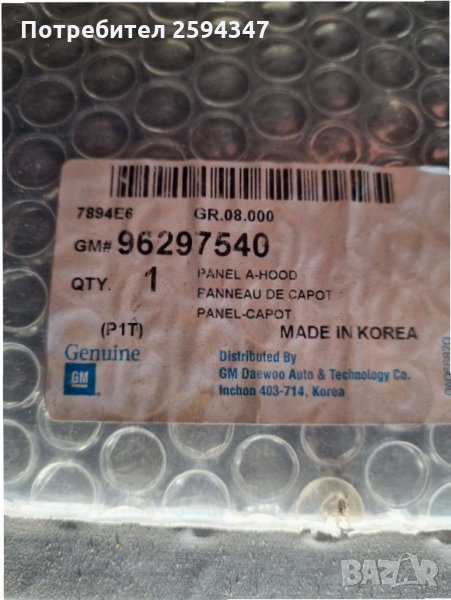 Потребител 2594347
7894E6 GR.08.000
GM# 96297540
QTY. 1 PANEL A-HOOD
PANNEAU DE CAPOT
PANEL-CAPOT
(P1T) MADE IN KOREA
Genuine
GM
Distributed By
GM Daewoo Auto & Technology Co.
Inchon 403-714, Korea
BAZAR